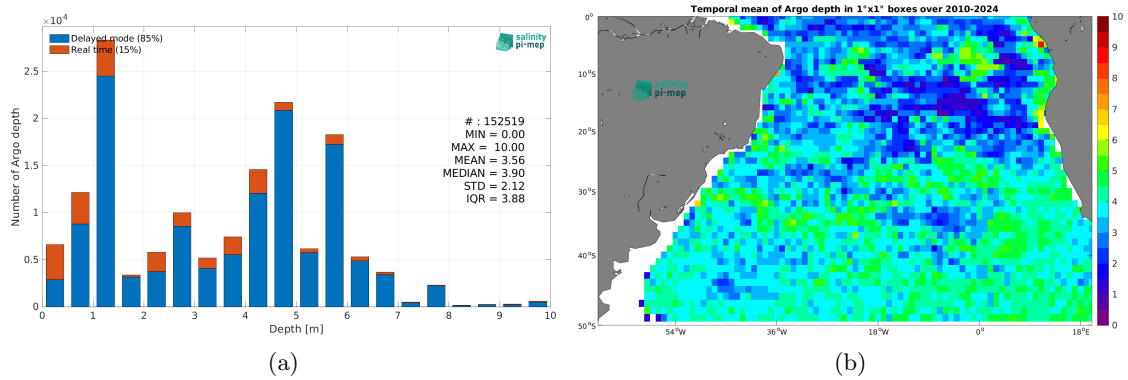 ×10⁴
Delayed mode (85%)
Real time (15%)
salinity
pi-mep
2.5
2
1.5
1
0.5
0
Number of Argo depth
# : 152519
MIN = 0.00
MAX = 10.00
MEAN = 3.56
MEDIAN = 3.90
STD = 2.12
IQR = 3.88
0 1 2 3 4 5 6 7 8 9 10
Depth [m]
(a)
Temporal mean of Argo depth in 1°x1° boxes over 2010-2024
0°
10°S
20°S
30°S
40°S
50°S
salinity
pi-mep
54°W 36°W 18°W 0° 18°E
10
9
8
7
6
5
4
3
2
1
0
(b)